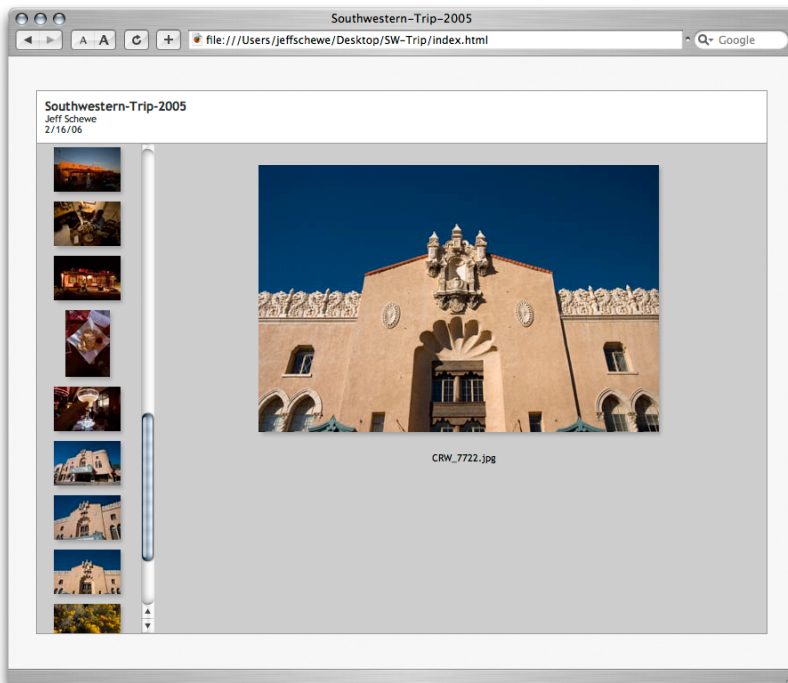 Southwestern-Trip-2005
A A C + file:///Users/jeffschewe/Desktop/SW-Trip/index.html Q Google
Southwestern-Trip-2005
Jeff Schewe
2/16/06
CRW_7722.jpg